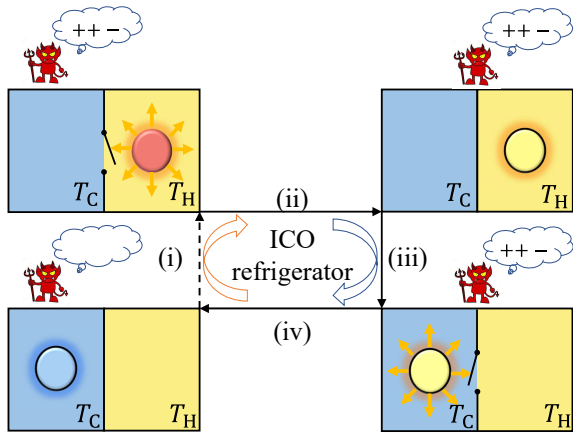 ++ -
++ -
T_C
T_H
T_C
T_H
(ii)
(i)
ICO
refrigerator
(iii)
++ -
(iv)
T_C
T_H
T_C
T_H